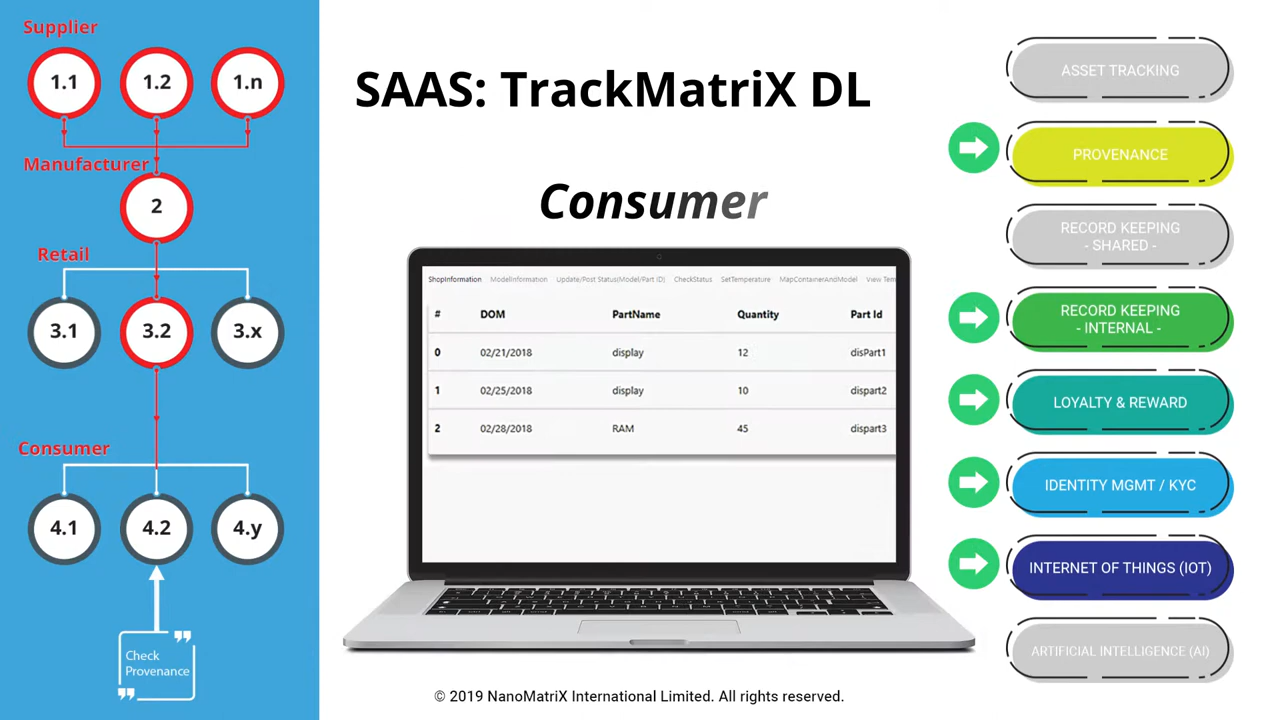 Supplier
1.1 1.2 1.n
Manufacturer
2
Retail
3.1 3.2 3.x
Consumer
4.1 4.2 4.y
Check
Provenance
SAAS: TrackMatriX DL
Consumer
ShopInformation ModelInformation Update/Post Status(Model/Part ID) CheckStatus SetTemperature MapContainerAndModel View Tem
# DOM PartName Quantity Part Id
0 02/21/2018 display 12 disPart1
1 02/25/2018 display 10 dispart2
2 02/28/2018 RAM 45 dispart3
© 2019 NanoMatriX International Limited. All rights reserved.
ASSET TRACKING
PROVENANCE
RECORD KEEPING
- SHARED -
RECORD KEEPING
- INTERNAL -
LOYALTY & REWARD
IDENTITY MGMT / KYC
INTERNET OF THINGS (IOT)
ARTIFICIAL INTELLIGENCE (AI)